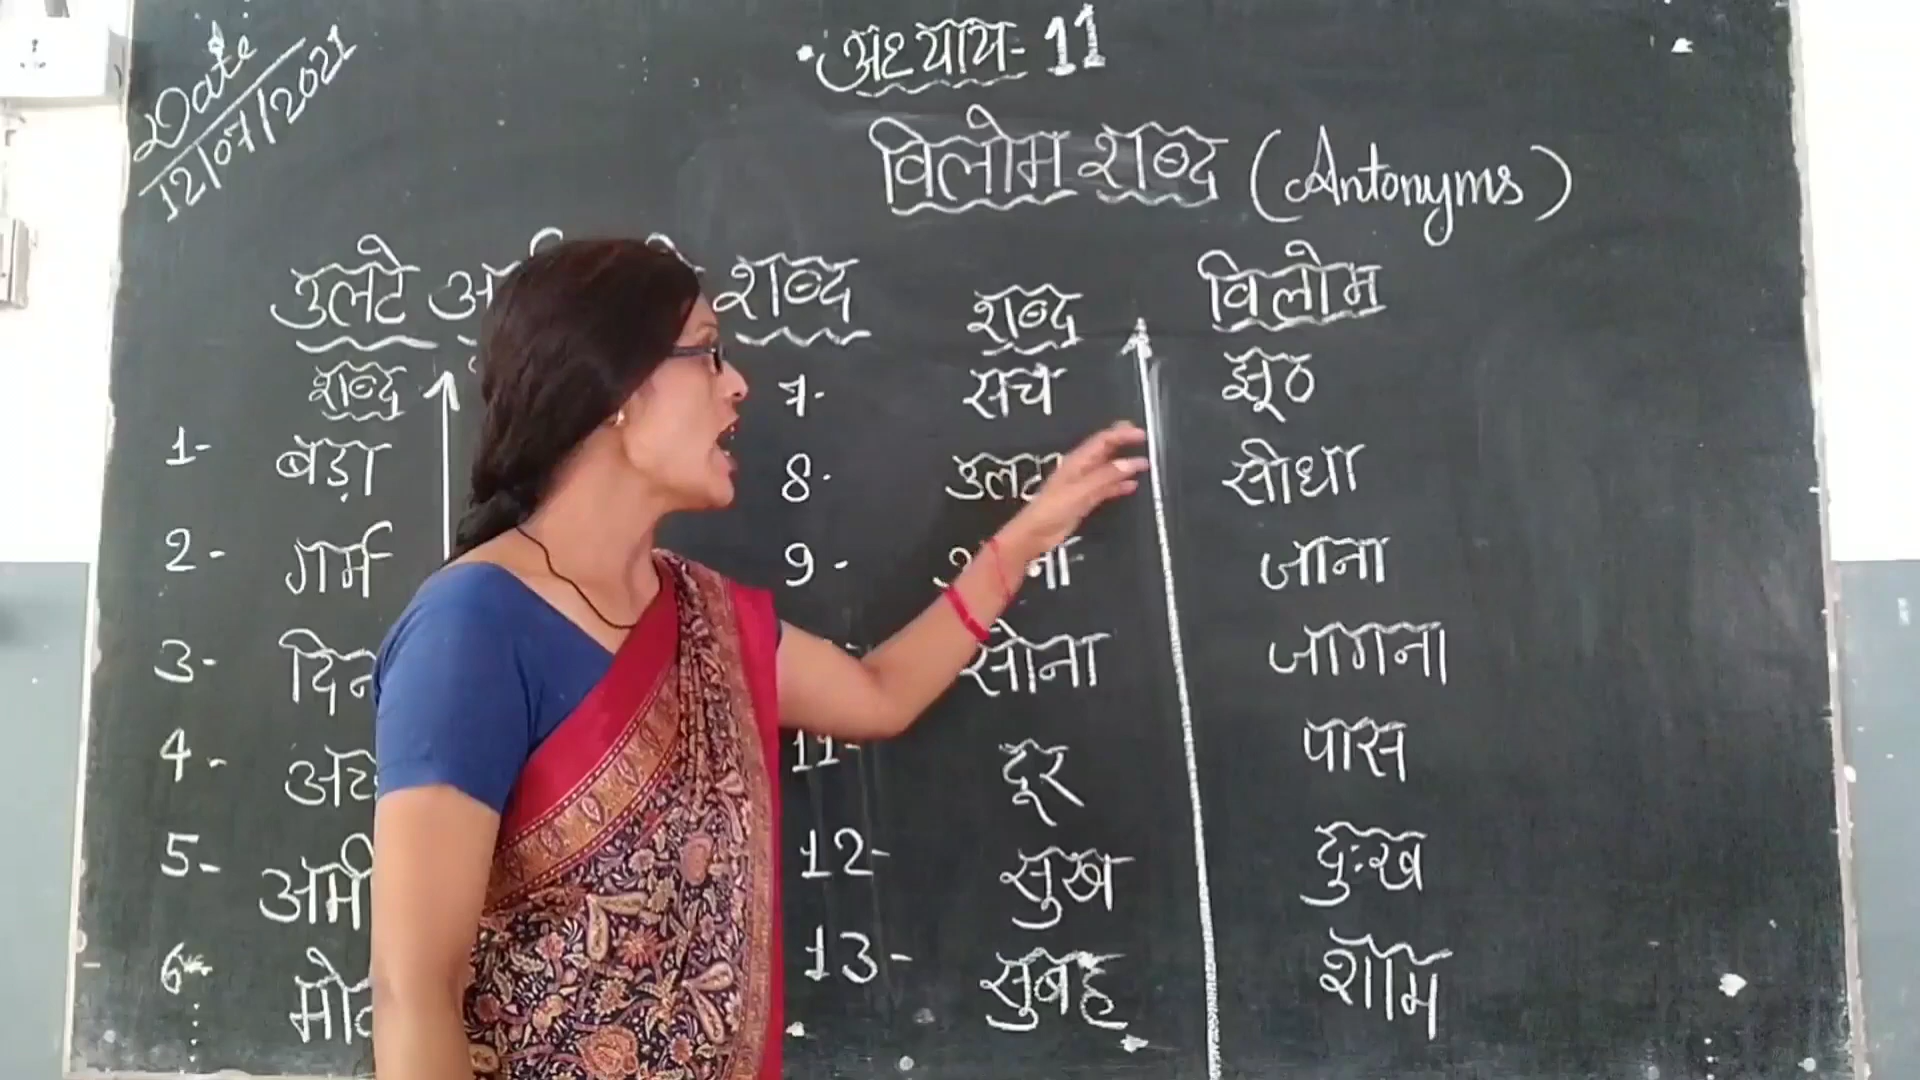 Date
12/07/2021
अध्याय- 11
विलोम शब्द (Antonyms)
उलटे शब्द
शब्द
1- बड़ा
2- गर्म
3- दिन
4-
5-
6-
शब्द विलोम
7- सच झूठ
8- सीधा
9- जाना
सोना जागना
11- दूर पास
12- सुख दुःख
13- सुबह शाम